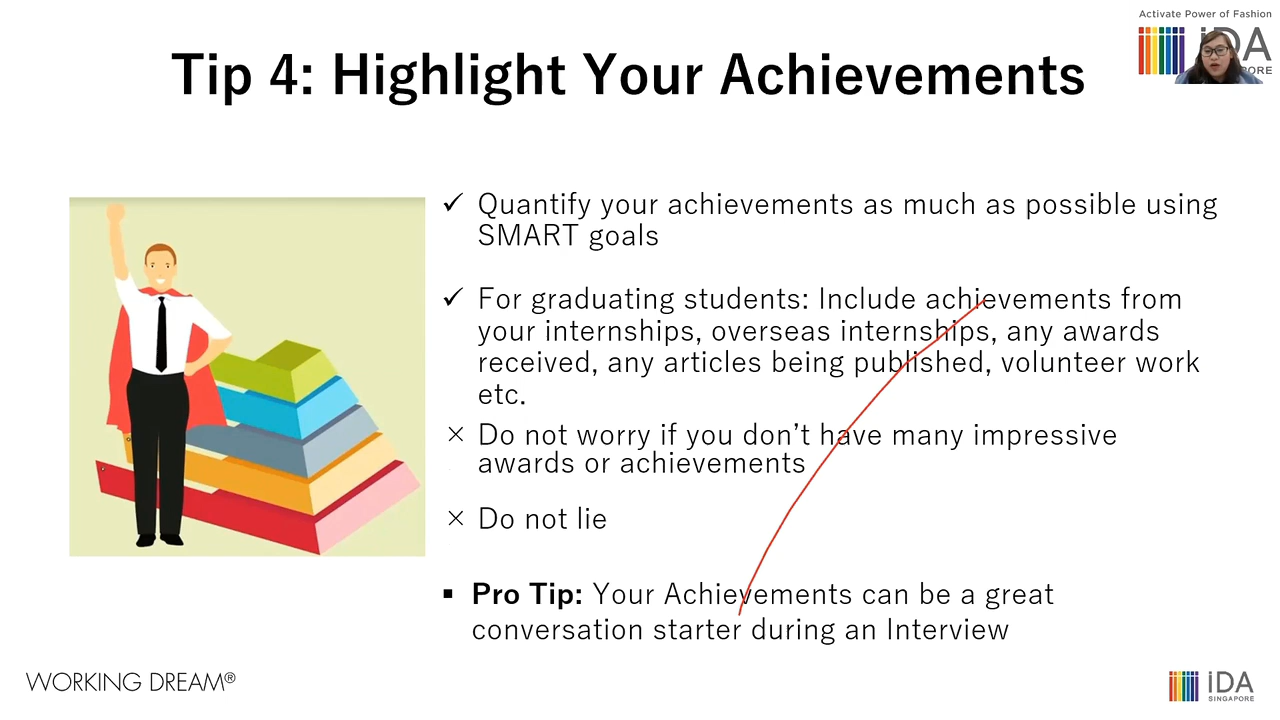 Activate Power of Fashion
Tip 4: Highlight Your Achievements
✓ Quantify your achievements as much as possible using
SMART goals
✓ For graduating students: Include achievements from
your internships, overseas internships, any awards
received, any articles being published, volunteer work
etc.
× Do not worry if you don’t have many impressive
awards or achievements
× Do not lie
▪ Pro Tip: Your Achievements can be a great
conversation starter during an Interview
WORKING DREAM®
iDA
SINGAPORE